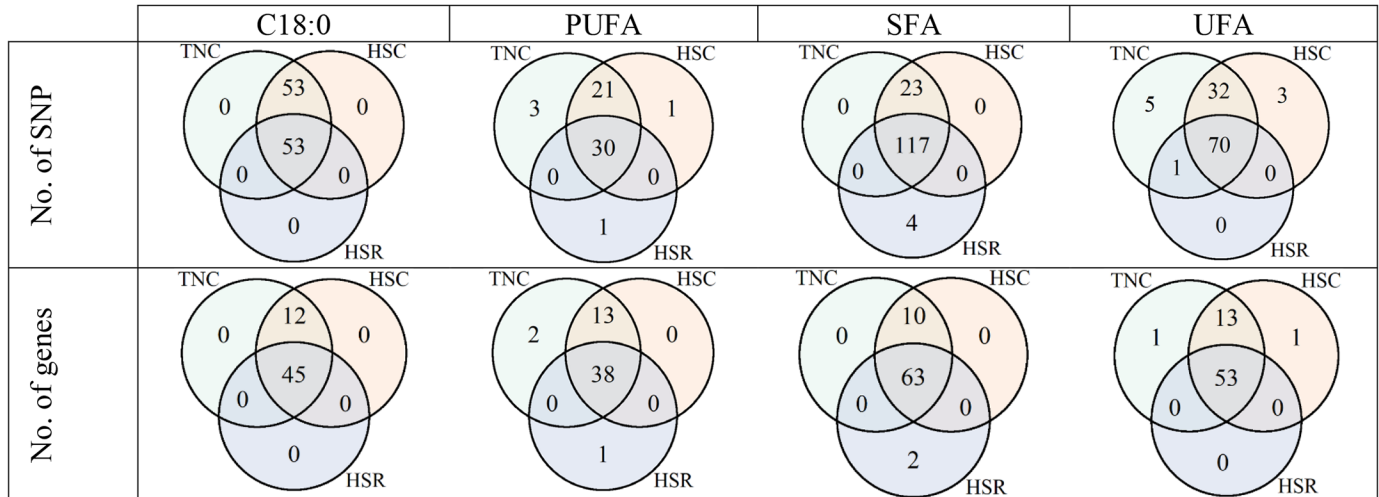 C18:0 PUFA SFA UFA
No. of SNP
TNC HSC
0 53 0
53
0 0
0
HSR
TNC HSC
3 21 1
30
0 0
1
HSR
TNC HSC
0 23 0
117
0 0
4
HSR
TNC HSC
5 32 3
70
1 0
0
HSR
No. of genes
TNC HSC
0 12 0
45
0 0
0
HSR
TNC HSC
2 13 0
38
0 0
1
HSR
TNC HSC
0 10 0
63
0 0
2
HSR
TNC HSC
1 13 1
53
0 0
0
HSR